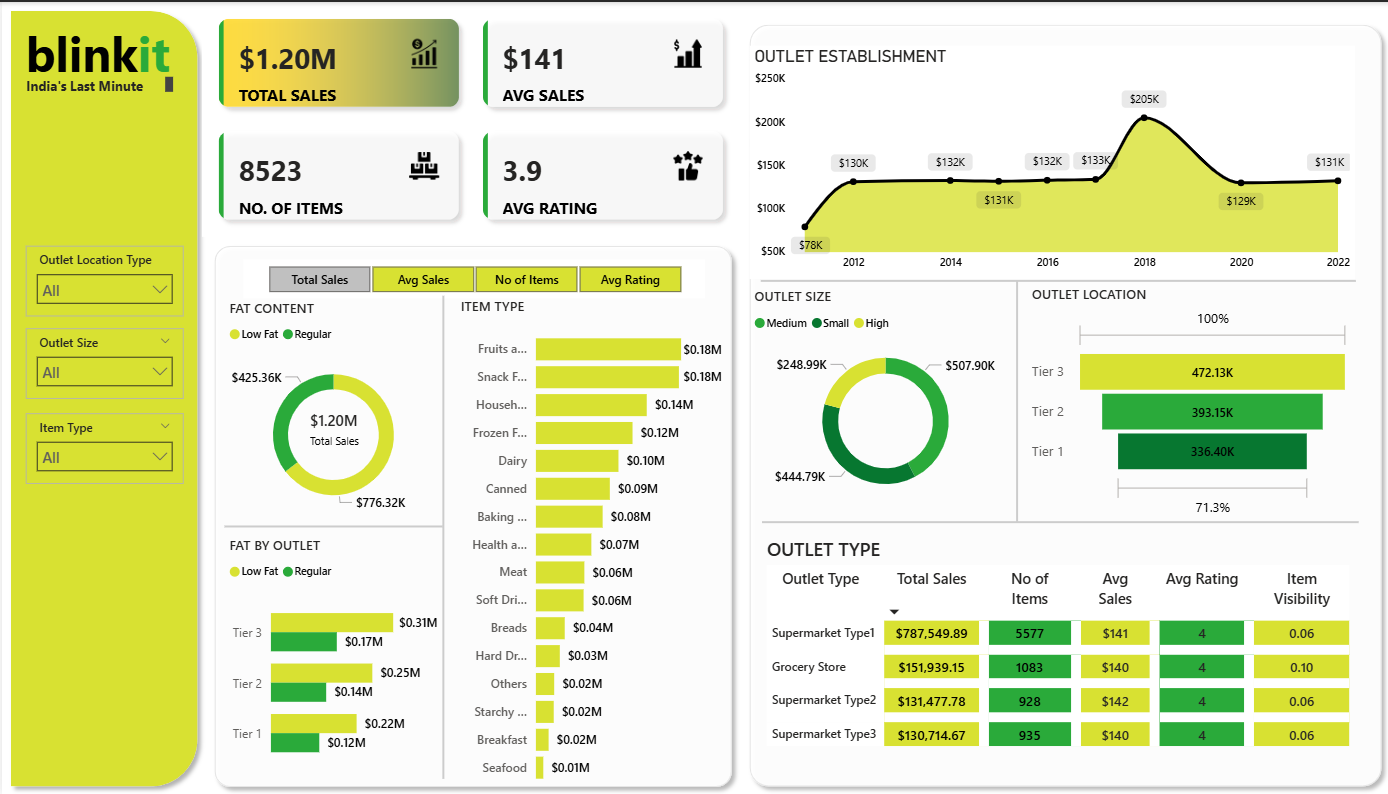 blinkit
India's Last Minute
Outlet Location Type
All
Outlet Size
All
Item Type
All
$1.20M
TOTAL SALES
$141
AVG SALES
8523
NO. OF ITEMS
3.9
AVG RATING
Total Sales Avg Sales No of Items Avg Rating
FAT CONTENT
Low Fat Regular
$425.36K
$1.20M
Total Sales
$776.32K
FAT BY OUTLET
Low Fat Regular
Tier 3 $0.31M
$0.17M
Tier 2 $0.25M
$0.14M
Tier 1 $0.22M
$0.12M
ITEM TYPE
Fruits a... $0.18M
Snack F... $0.18M
Househ... $0.14M
Frozen F... $0.12M
Dairy $0.10M
Canned $0.09M
Baking ... $0.08M
Health a... $0.07M
Meat $0.06M
Soft Dri... $0.06M
Breads $0.04M
Hard Dr... $0.03M
Others $0.02M
Starchy ... $0.02M
Breakfast $0.02M
Seafood $0.01M
OUTLET ESTABLISHMENT
$250K
$200K
$150K
$100K
$50K
$78K
$130K
$132K
$131K
$132K
$133K
$205K
$129K
$131K
2012 2014 2016 2018 2020 2022
OUTLET SIZE
Medium Small High
$248.99K
$507.90K
$444.79K
OUTLET LOCATION
100%
Tier 3 472.13K
Tier 2 393.15K
Tier 1 336.40K
71.3%
OUTLET TYPE
Outlet Type Total Sales No of Items Avg Sales Avg Rating Item Visibility
Supermarket Type1 $787,549.89 5577 $141 4 0.06
Grocery Store $151,939.15 1083 $140 4 0.10
Supermarket Type2 $131,477.78 928 $142 4 0.06
Supermarket Type3 $130,714.67 935 $140 4 0.06